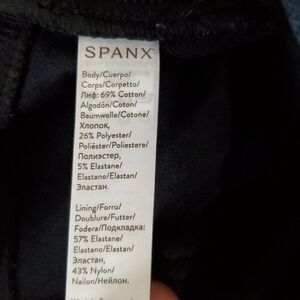 SPANX
Body/Cuerpo/
Corps/Corpetto/
Лиф: 69% Cotton/
Algodón/Coton/
Baumwolle/Cotone/
Хлопок,
26% Polyester/
Poliéster/Poliestere/
Полиэстер,
5% Elastane/
Elastano/Elastan/
Эластан.
Lining/Forro/
Doublure/Futter/
Fodera/Подкладка:
57% Elastane/
Elastano/Elastan/
Эластан,
43% Nylon/
Nailon/Нейлон.